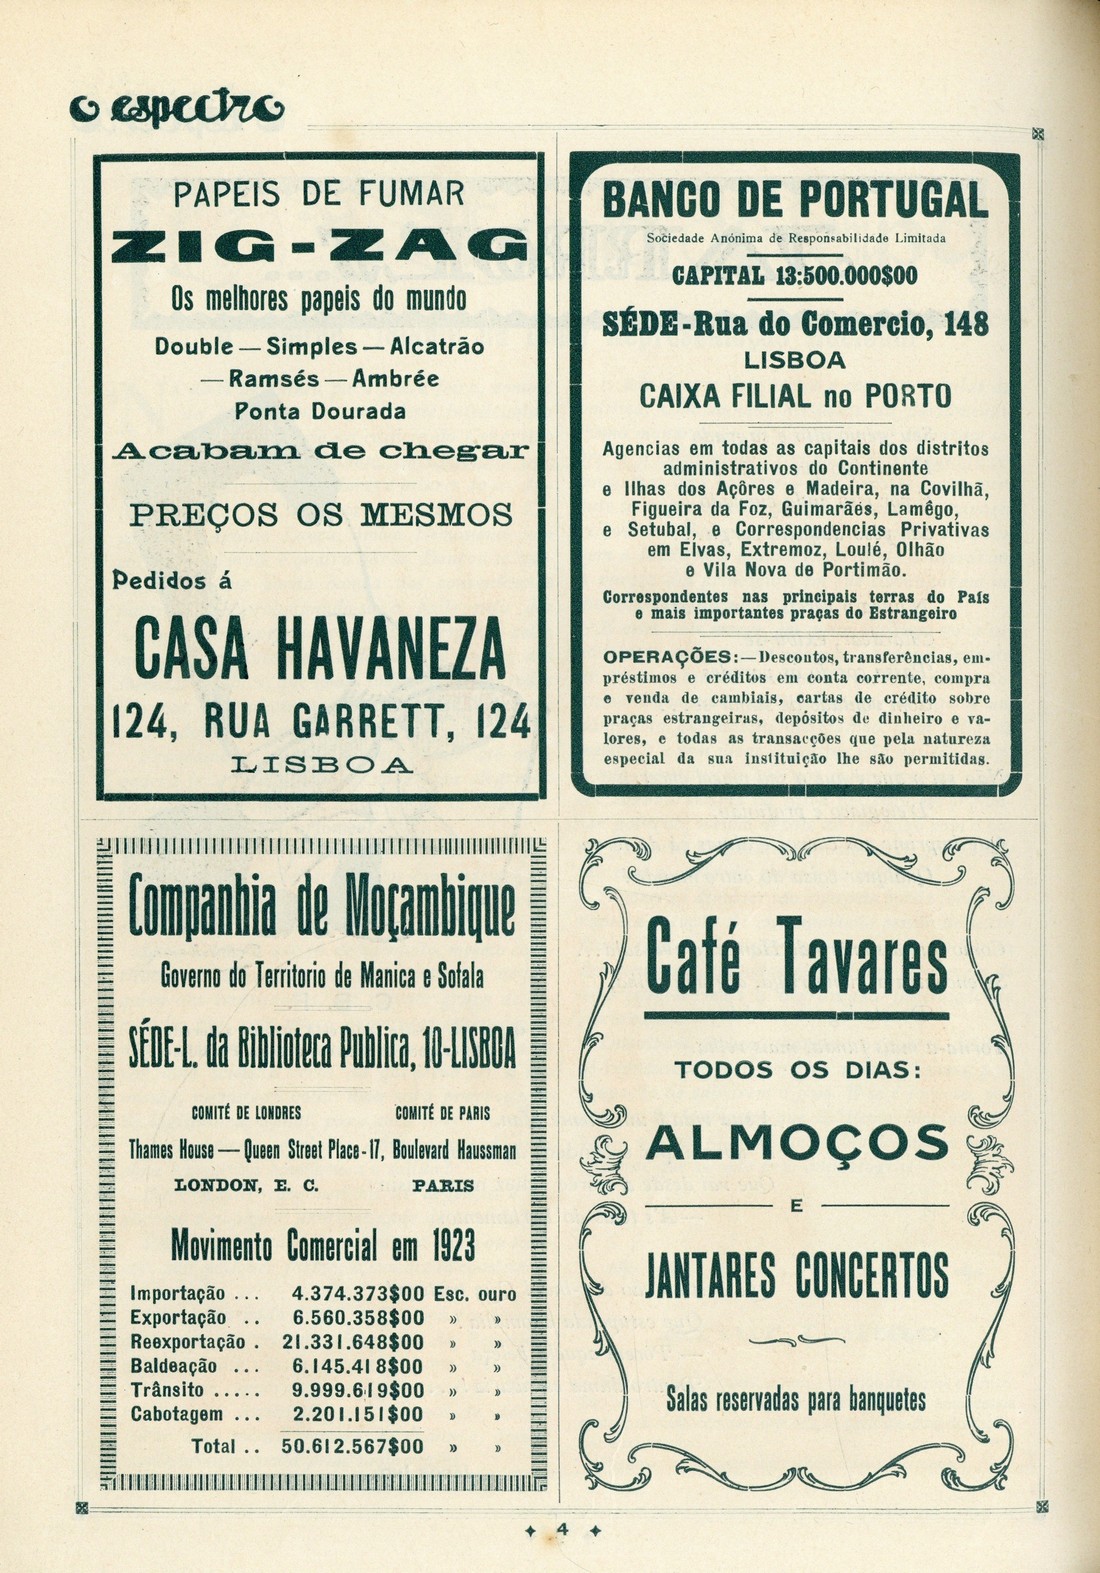 O espectro
PAPEIS DE FUMAR
ZIG-ZAG
Os melhores papeis do mundo
Double — Simples — Alcatrão
— Ramsés — Ambrée
Ponta Dourada
Acabam de chegar
PREÇOS OS MESMOS
Pedidos á
CASA HAVANEZA
124, RUA GARRETT, 124
LISBOA
BANCO DE PORTUGAL
Sociedade Anónima de Responsabilidade Limitada
CAPITAL 13:500.000$00
SÉDE-Rua do Comercio, 148
LISBOA
CAIXA FILIAL no PORTO
Agencias em todas as capitais dos distritos
administrativos do Continente
e Ilhas dos Açôres e Madeira, na Covilhã,
Figueira da Foz, Guimarães, Lamêgo,
e Setubal, e Correspondencias Privativas
em Elvas, Extremoz, Loulé, Olhão
e Vila Nova de Portimão.
Correspondentes nas principais terras do País
e mais importantes praças do Estrangeiro
OPERAÇÕES:—Descontos, transferências, em-
préstimos e créditos em conta corrente, compra
e venda de cambiais, cartas de crédito sobre
praças estrangeiras, depósitos de dinheiro e va-
lores, e todas as transacções que pela natureza
especial da sua instituição lhe são permitidas.
Companhia de Moçambique
Governo do Territorio de Manica e Sofala
SÉDE-L. da Biblioteca Publica, 10-LISBOA
COMITÉ DE LONDRES COMITÉ DE PARIS
Thames House — Queen Street Place-17, Boulevard Haussman
LONDON, E. C. PARIS
Movimento Comercial em 1923
Importação ... 4.374.373$00 Esc. ouro
Exportação .. 6.560.358$00 » »
Reexportação . 21.331.648$00 » »
Baldeação ... 6.145.418$00 » »
Trânsito ..... 9.999.619$00 » »
Cabotagem ... 2.201.151$00 » »
Total .. 50.612.567$00 » »
Café Tavares
TODOS OS DIAS:
ALMOÇOS
E
JANTARES CONCERTOS
Salas reservadas para banquetes
4